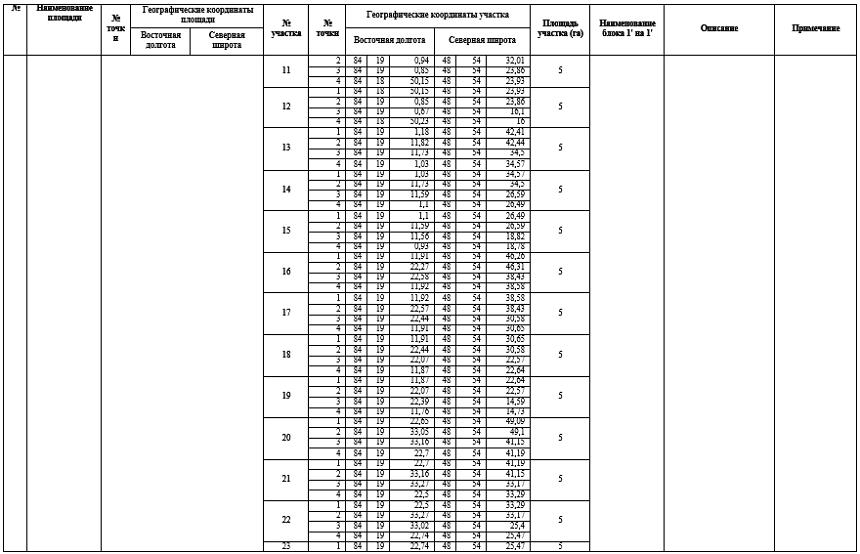 № Наименование площади № точки Географические координаты площади № участка № точки Географические координаты участка Площадь участка (га) Наименование блока 1' на 1' Описание Примечание
Восточная долгота Северная широта Восточная долгота Северная широта
11 2 84 19 0,94 48 54 32,01 5
3 84 19 0,85 48 54 23,86
4 84 18 50,15 48 54 23,93
12 1 84 18 50,15 48 54 23,93 5
2 84 19 0,85 48 54 23,86
3 84 19 0,67 48 54 16,1
4 84 18 50,23 48 54 16
13 1 84 19 1,18 48 54 42,41 5
2 84 19 11,82 48 54 42,44
3 84 19 11,73 48 54 34,5
4 84 19 1,03 48 54 34,57
14 1 84 19 1,03 48 54 34,57 5
2 84 19 11,73 48 54 34,5
3 84 19 11,59 48 54 26,59
4 84 19 1,1 48 54 26,49
15 1 84 19 1,1 48 54 26,49 5
2 84 19 11,59 48 54 26,59
3 84 19 11,56 48 54 18,82
4 84 19 0,93 48 54 18,78
16 1 84 19 11,91 48 54 46,26 5
2 84 19 22,27 48 54 46,31
3 84 19 22,58 48 54 38,43
4 84 19 11,92 48 54 38,58
17 1 84 19 11,92 48 54 38,58 5
2 84 19 22,57 48 54 38,43
3 84 19 22,44 48 54 30,58
4 84 19 11,91 48 54 30,65
18 1 84 19 11,91 48 54 30,65 5
2 84 19 22,44 48 54 30,58
3 84 19 22,07 48 54 22,57
4 84 19 11,87 48 54 22,64
19 1 84 19 11,87 48 54 22,64 5
2 84 19 22,07 48 54 22,57
3 84 19 22,39 48 54 14,59
4 84 19 11,76 48 54 14,73
20 1 84 19 22,65 48 54 49,09 5
2 84 19 33,05 48 54 49,1
3 84 19 33,16 48 54 41,15
4 84 19 22,7 48 54 41,19
21 1 84 19 22,7 48 54 41,19 5
2 84 19 33,16 48 54 41,15
3 84 19 33,27 48 54 33,17
4 84 19 22,5 48 54 33,29
22 1 84 19 22,5 48 54 33,29 5
2 84 19 33,27 48 54 33,17
3 84 19 33,02 48 54 25,4
4 84 19 22,74 48 54 25,47
23 1 84 19 22,74 48 54 25,47 5